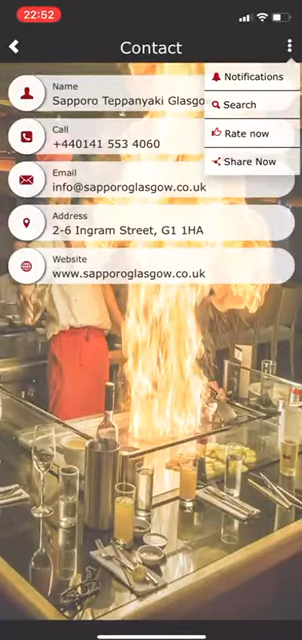 22:52
Contact
Notifications
Search
Rate now
Share Now
Name
Sapporo Teppanyaki Glasgo
Call
+440141 553 4060
Email
info@sapporoglasgow.co.uk
Address
2-6 Ingram Street, G1 1HA
Website
www.sapporoglasgow.co.uk